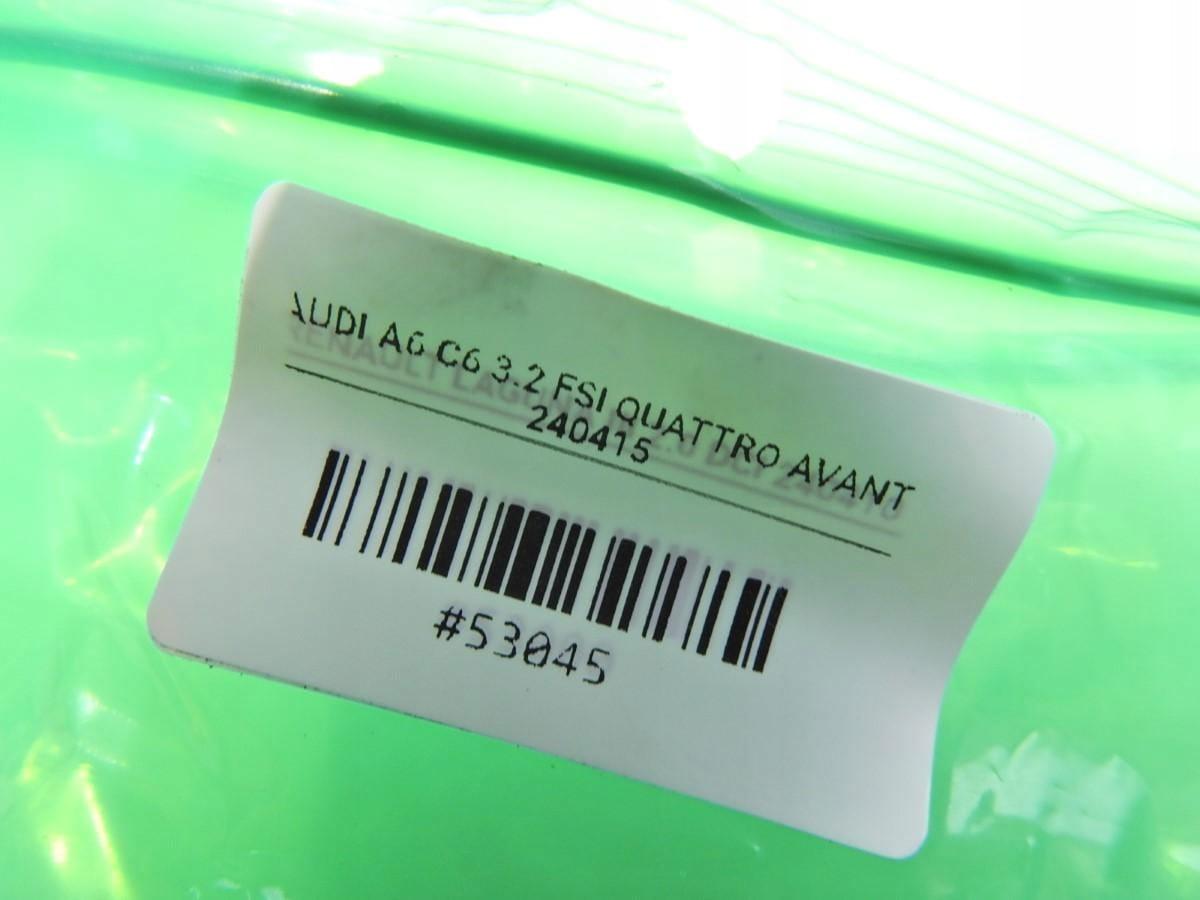 AUDI A6 C6 3.2 FSI QUATTRO AVANT
240415
#53045